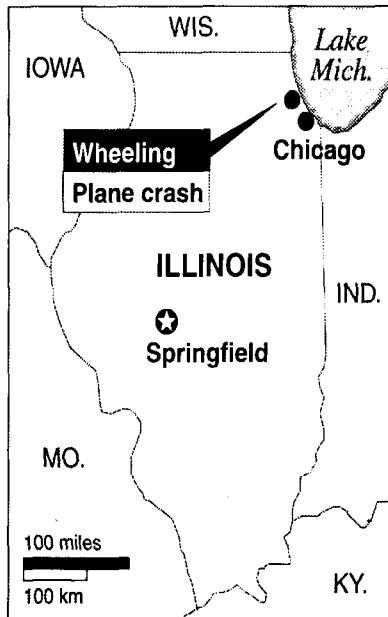 WIS.
Lake
Mich.
IOWA
Wheeling
Plane crash
Chicago
ILLINOIS
IND.
Springfield
MO.
100 miles
100 km
KY.